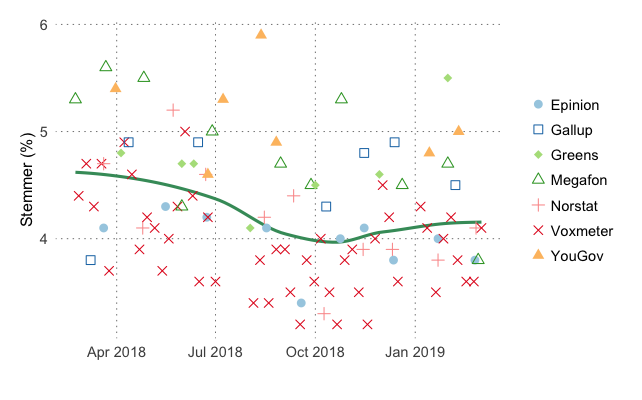 6
5
4
Stemmer (%)
Apr 2018
Jul 2018
Oct 2018
Jan 2019
Epinion
Gallup
Greens
Megafon
Norstat
Voxmeter
YouGov